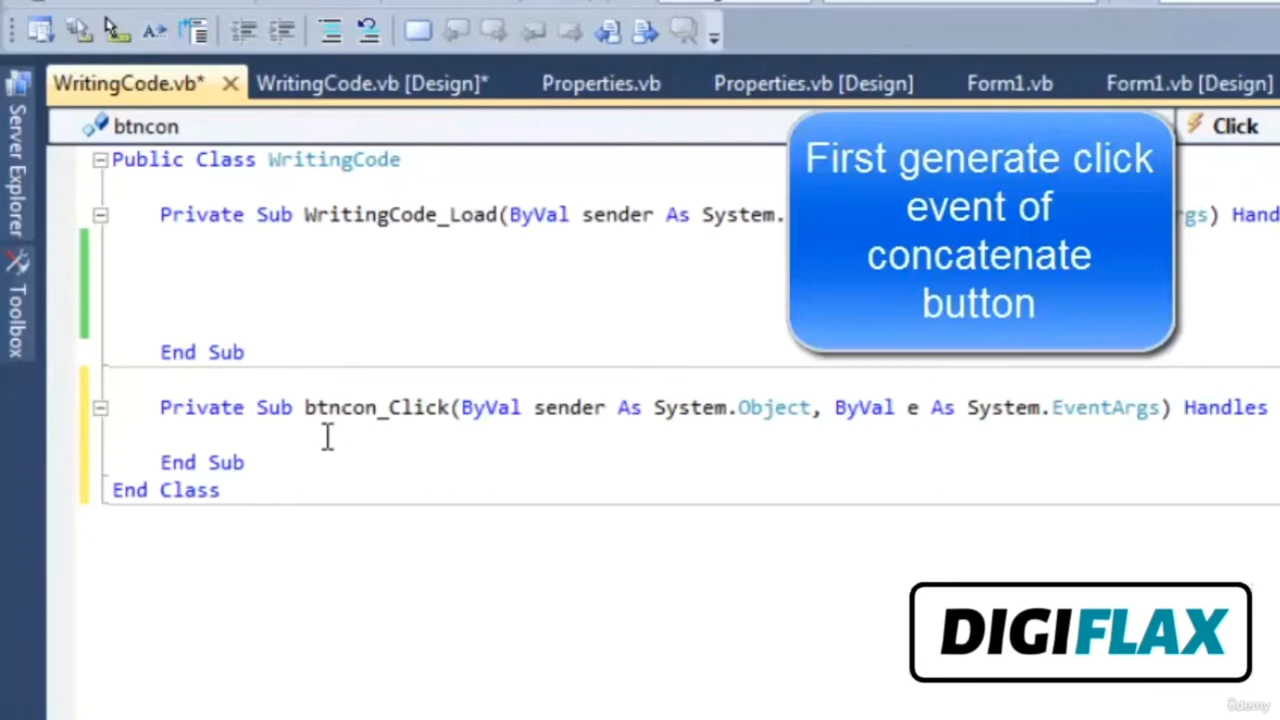 WritingCode.vb* WritingCode.vb [Design]* Properties.vb Properties.vb [Design] Form1.vb Form1.vb [Design]
btncon Click
Server Explorer
Toolbox
Public Class WritingCode
Private Sub WritingCode_Load(ByVal sender As System. gs) Hand
End Sub
Private Sub btncon_Click(ByVal sender As System.Object, ByVal e As System.EventArgs) Handles
End Sub
End Class
First generate click
event of
concatenate
button
DIGIFLAX
ûdemy